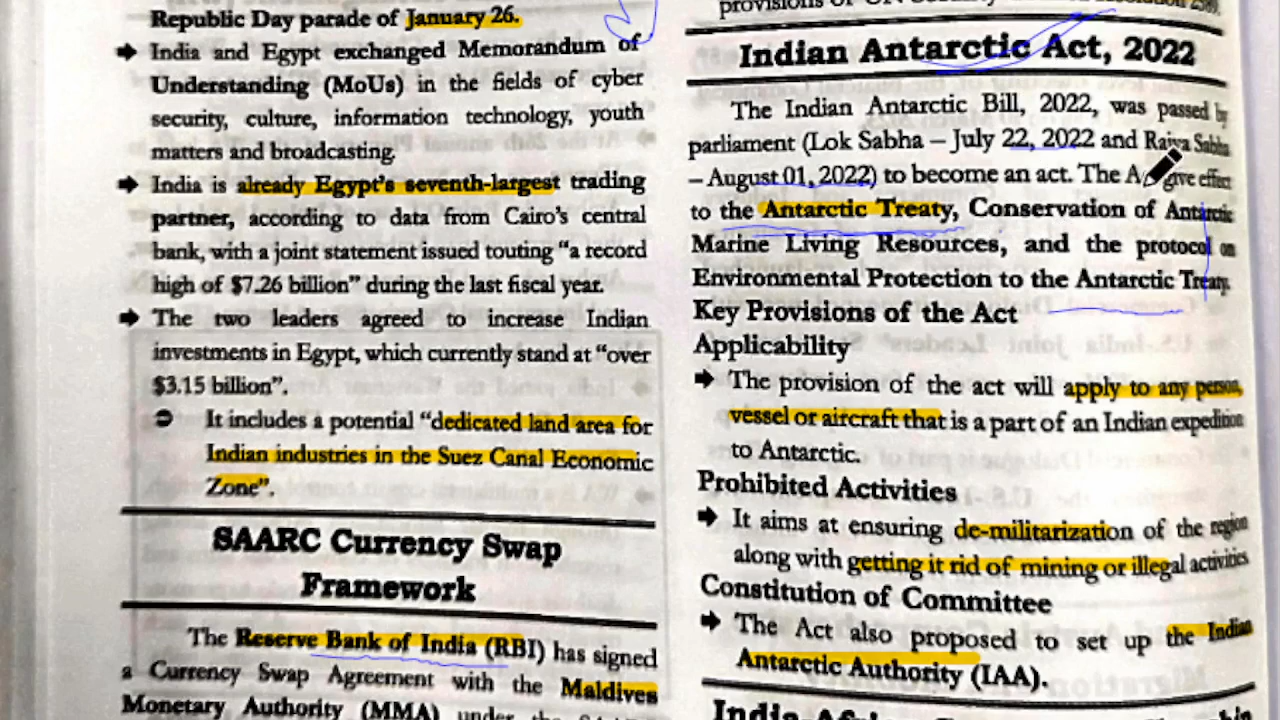 Republic Day parade of January 26.
➔ India and Egypt exchanged Memorandum of
Understanding (MoUs) in the fields of cyber
security, culture, information technology, youth
matters and broadcasting.
➔ India is already Egypt's seventh-largest trading
partner, according to data from Cairo's central
bank, with a joint statement issued touting "a record
high of $7.26 billion" during the last fiscal year.
➔ The two leaders agreed to increase Indian
investments in Egypt, which currently stand at "over
$3.15 billion".
➲ It includes a potential "dedicated land area for
Indian industries in the Suez Canal Economic
Zone".
SAARC Currency Swap
Framework
The Reserve Bank of India (RBI) has signed
a Currency Swap Agreement with the Maldives
Monetary Authority (MMA) under the
provisions of UN
Indian Antarctic Act, 2022
The Indian Antarctic Bill, 2022, was passed by
parliament (Lok Sabha – July 22, 2022 and Rajya Sabha
– August 01, 2022) to become an act. The give effect
to the Antarctic Treaty, Conservation of Antarctic
Marine Living Resources, and the protocol on
Environmental Protection to the Antarctic Treaty.
Key Provisions of the Act
Applicability
➔ The provision of the act will apply to any person,
vessel or aircraft that is a part of an Indian expedition
to Antarctic.
Prohibited Activities
➔ It aims at ensuring de-militarization of the region
along with getting it rid of mining or illegal activities
Constitution of Committee
➔ The Act also proposed to set up the Indian
Antarctic Authority (IAA).